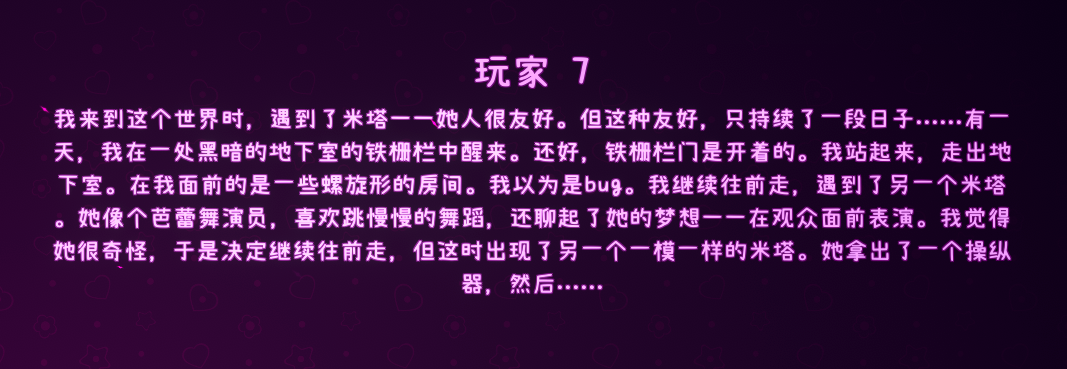 玩家 7
我来到这个世界时，遇到了米塔——她人很友好。但这种友好，只持续了一段日子……有一
天，我在一处黑暗的地下室的铁栅栏中醒来。还好，铁栅栏门是开着的。我站起来，走出地
下室。在我面前的是一些螺旋形的房间。我以为是bug。我继续往前走，遇到了另一个米塔
。她像个芭蕾舞演员，喜欢跳慢慢的舞蹈，还聊起了她的梦想——在观众面前表演。我觉得
她很奇怪，于是决定继续往前走，但这时出现了另一个一模一样的米塔。她拿出了一个操纵
器，然后……